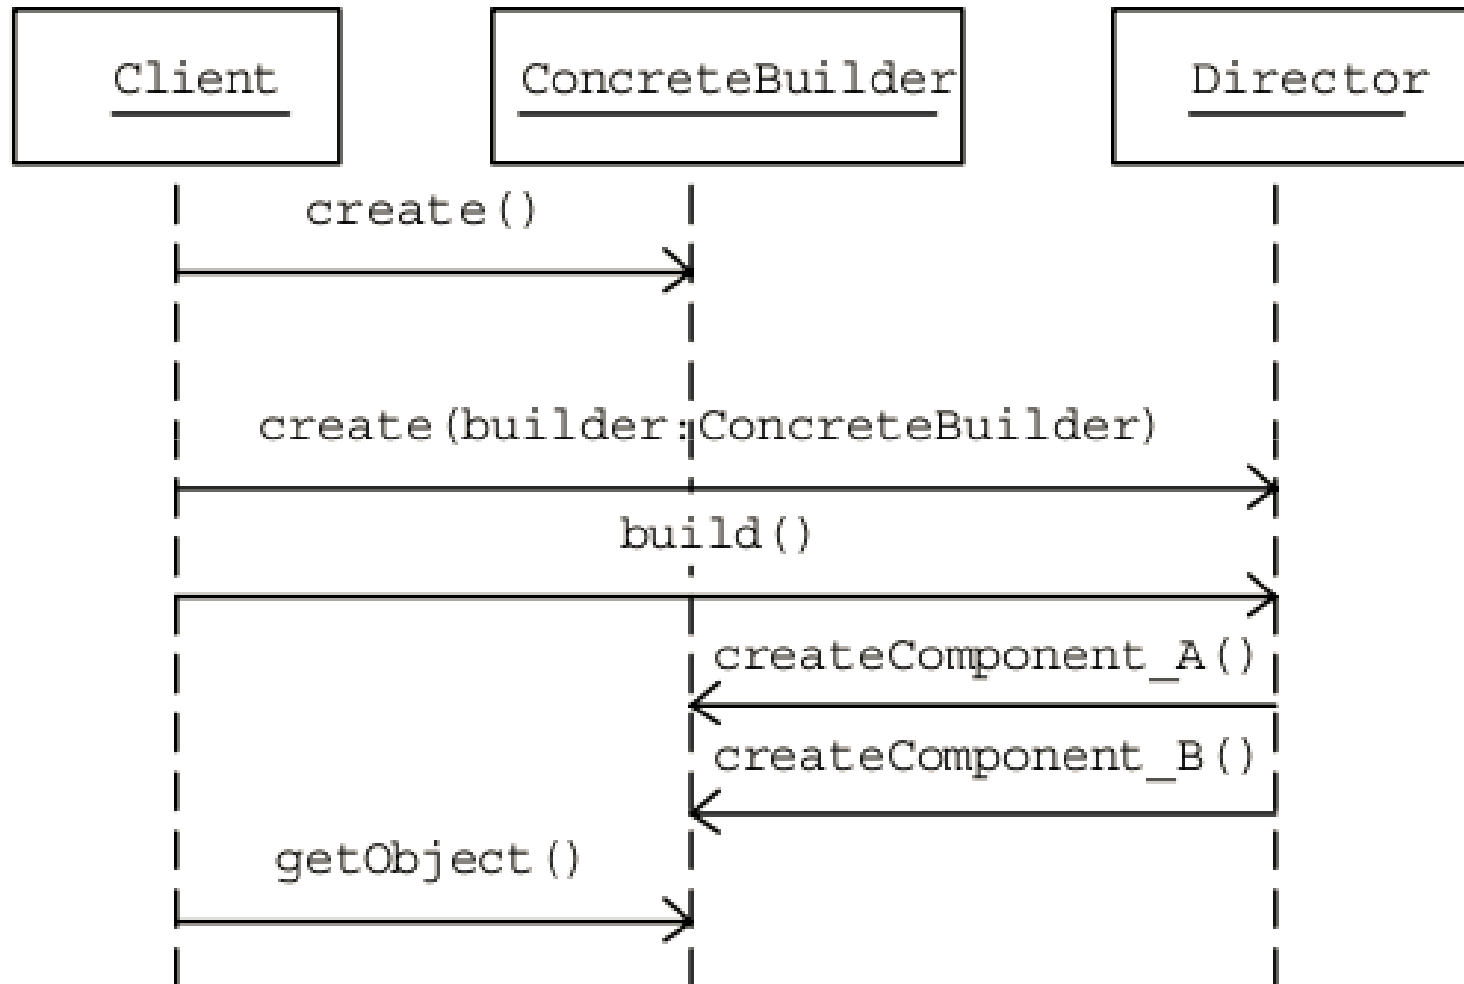 Client
ConcreteBuilder
Director
create()
create(builder:ConcreteBuilder)
build()
createComponent_A()
createComponent_B()
getObject()